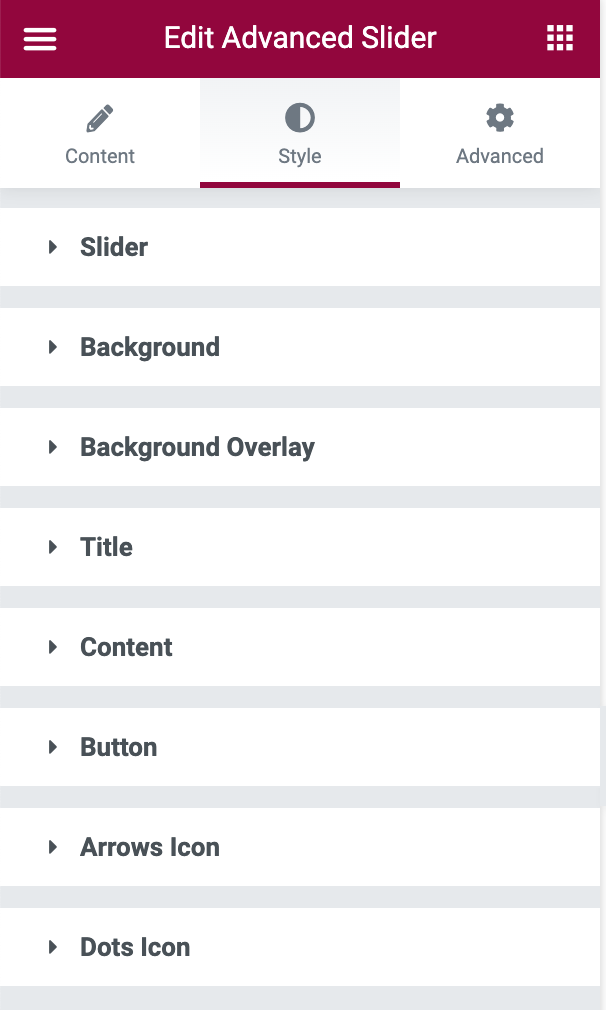 Edit Advanced Slider
Content
Style
Advanced
Slider
Background
Background Overlay
Title
Content
Button
Arrows Icon
Dots Icon